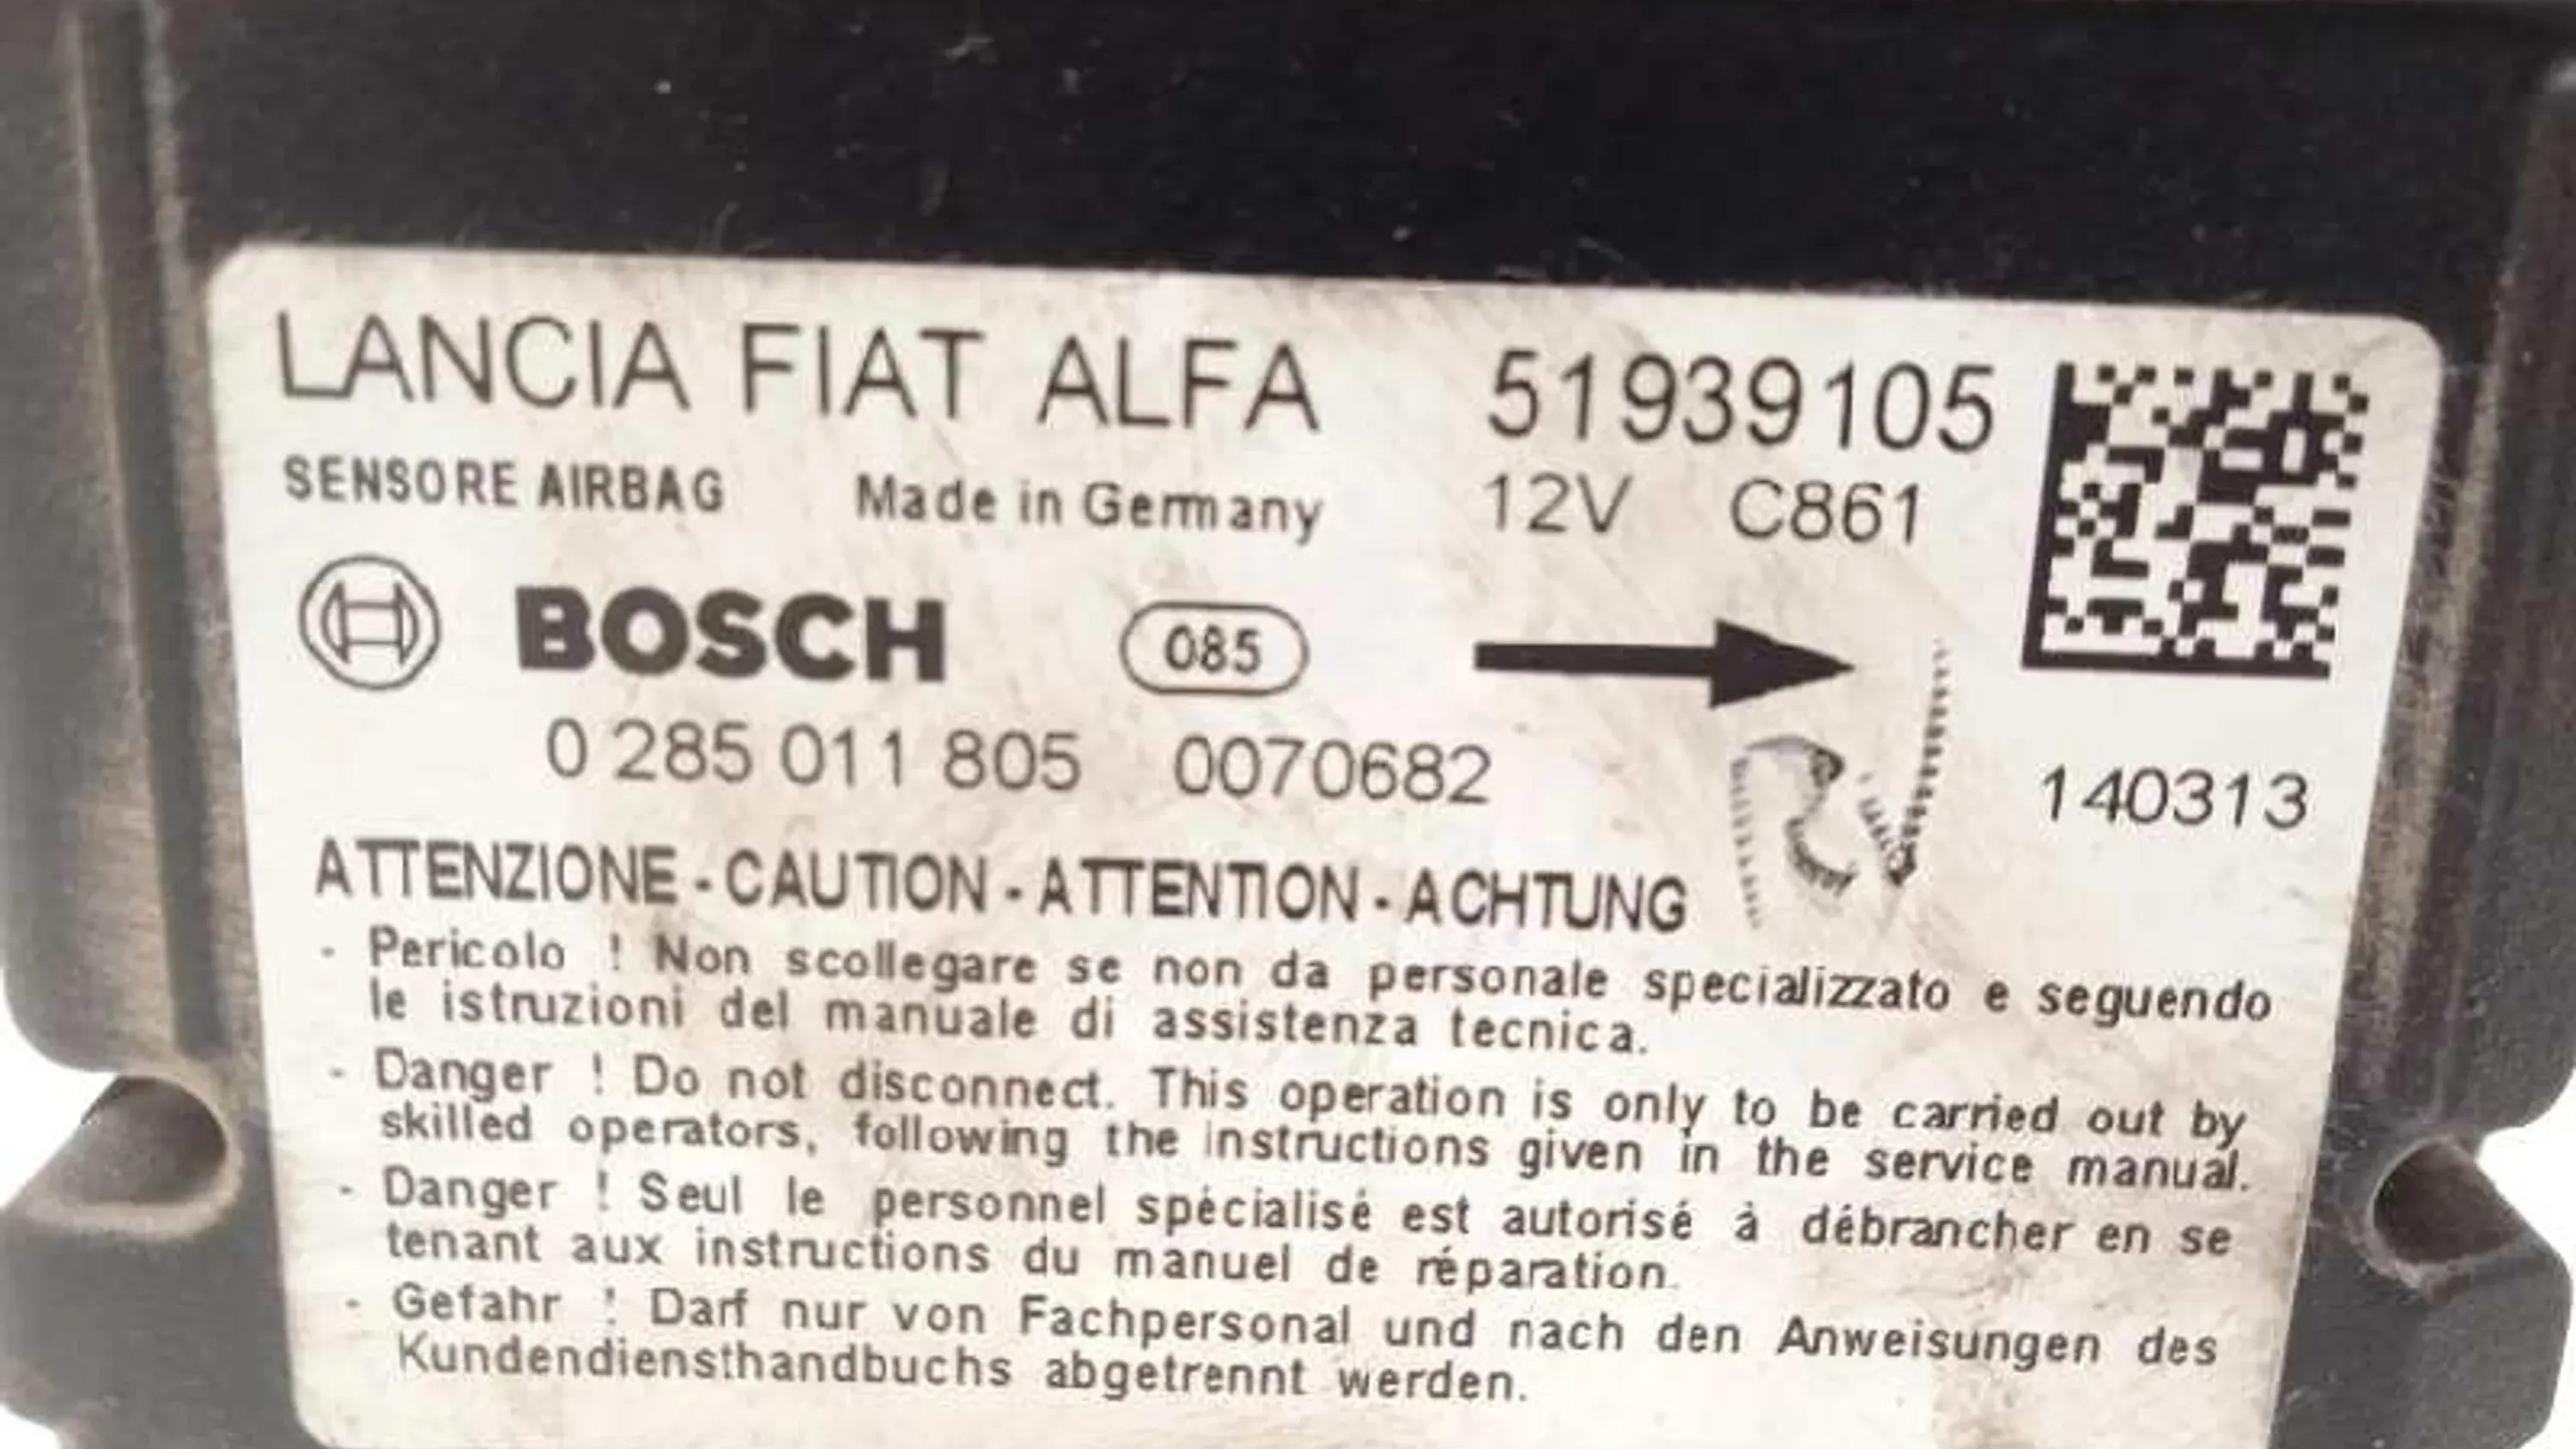 LANCIA FIAT ALFA 51939105
SENSORE AIRBAG Made in Germany 12V C861
BOSCH 085
0 285 011 805 0070682 140313
ATTENZIONE - CAUTION - ATTENTION - ACHTUNG
- Pericolo ! Non scollegare se non da personale specializzato e seguendo
le istruzioni del manuale di assistenza tecnica.
- Danger ! Do not disconnect. This operation is only to be carried out by
skilled operators, following the instructions given in the service manual.
- Danger ! Seul le personnel spécialisé est autorisé à débrancher en se
tenant aux instructions du manuel de réparation.
- Gefahr ! Darf nur von Fachpersonal und nach den Anweisungen des
Kundendiensthandbuchs abgetrennt werden.